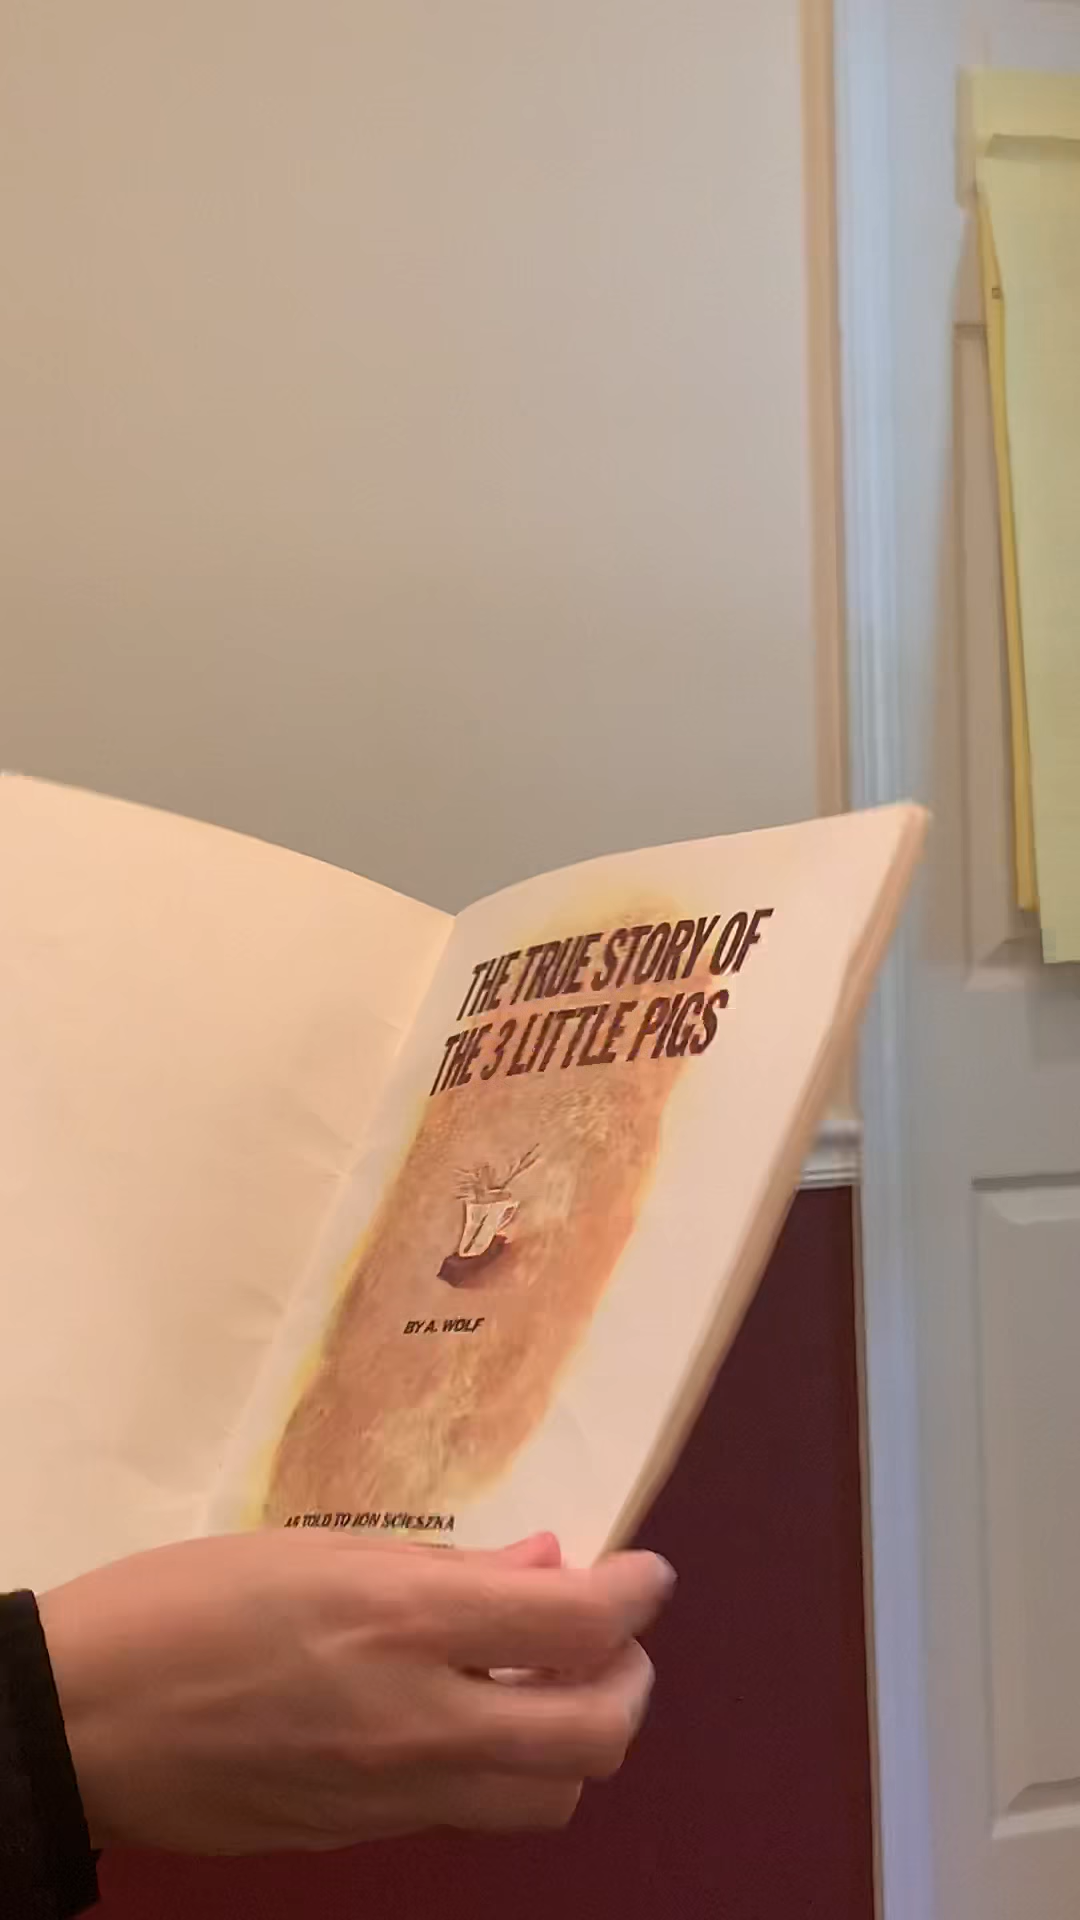 THE TRUE STORY OF
THE 3 LITTLE PIGS
BY A. WOLF
AS TOLD TO JON SCIESZKA